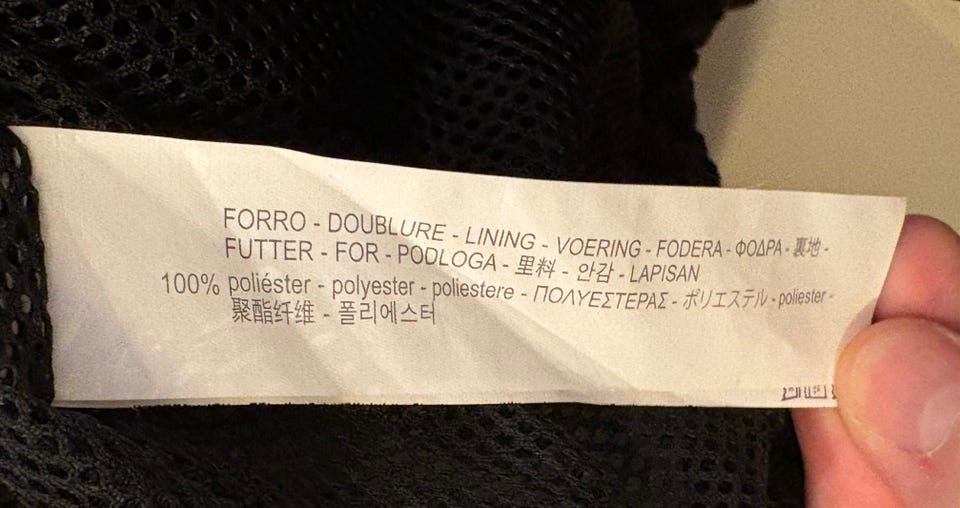 FORRO - DOUBLURE - LINING - VOERING - FODERA - ΦΟΔΡΑ - 裏地 -
FUTTER - FOR - PODLOGA - 里料 - 안감 - LAPISAN
100% poliéster - polyester - poliestere - ΠΟΛΥΕΣΤΕΡΑΣ - ポリエステル - poliester -
聚酯纤维 - 폴리에스터